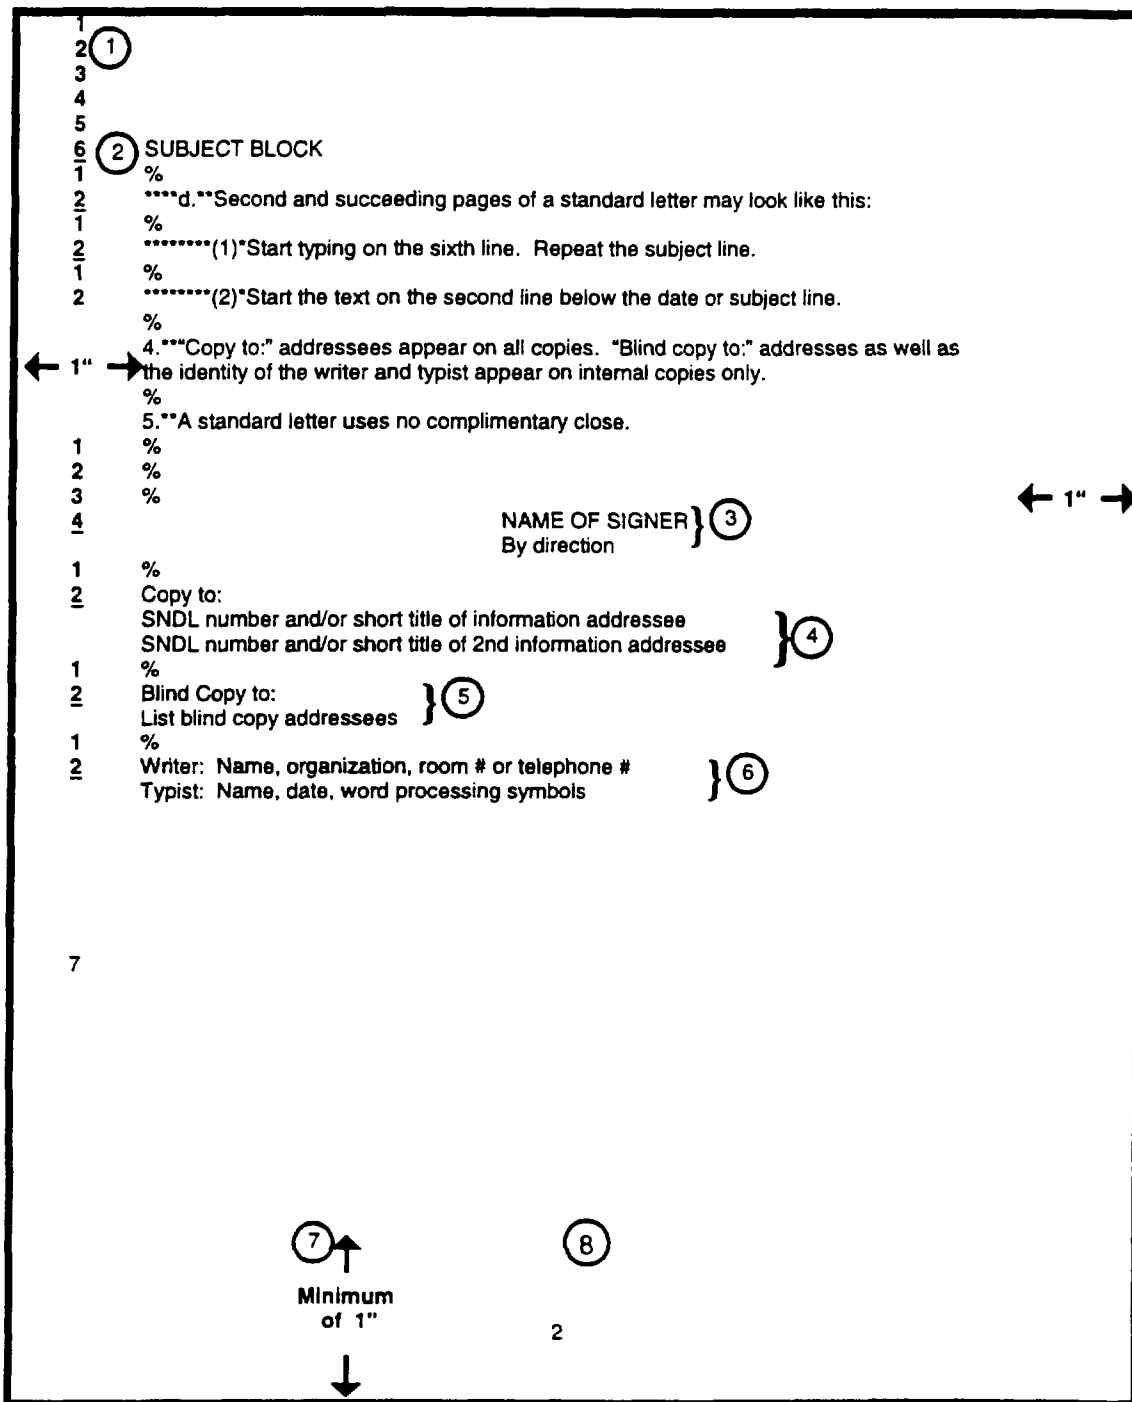 1
2 1
3
4
5
6 2 SUBJECT BLOCK
1 %
2 ****d.**Second and succeeding pages of a standard letter may look like this:
1 %
2 ********(1)*Start typing on the sixth line. Repeat the subject line.
1 %
2 ********(2)*Start the text on the second line below the date or subject line.
%
4.**"Copy to:" addressees appear on all copies. "Blind copy to:" addresses as well as
1" the identity of the writer and typist appear on internal copies only.
%
5.**A standard letter uses no complimentary close.
1 %
2 %
3 % 1"
4 NAME OF SIGNER } 3
By direction
1 %
2 Copy to:
SNDL number and/or short title of information addressee
SNDL number and/or short title of 2nd information addressee } 4
1 %
2 Blind Copy to: } 5
List blind copy addressees
1 %
2 Writer: Name, organization, room # or telephone # } 6
Typist: Name, date, word processing symbols
7
7 8
Minimum
of 1"
2